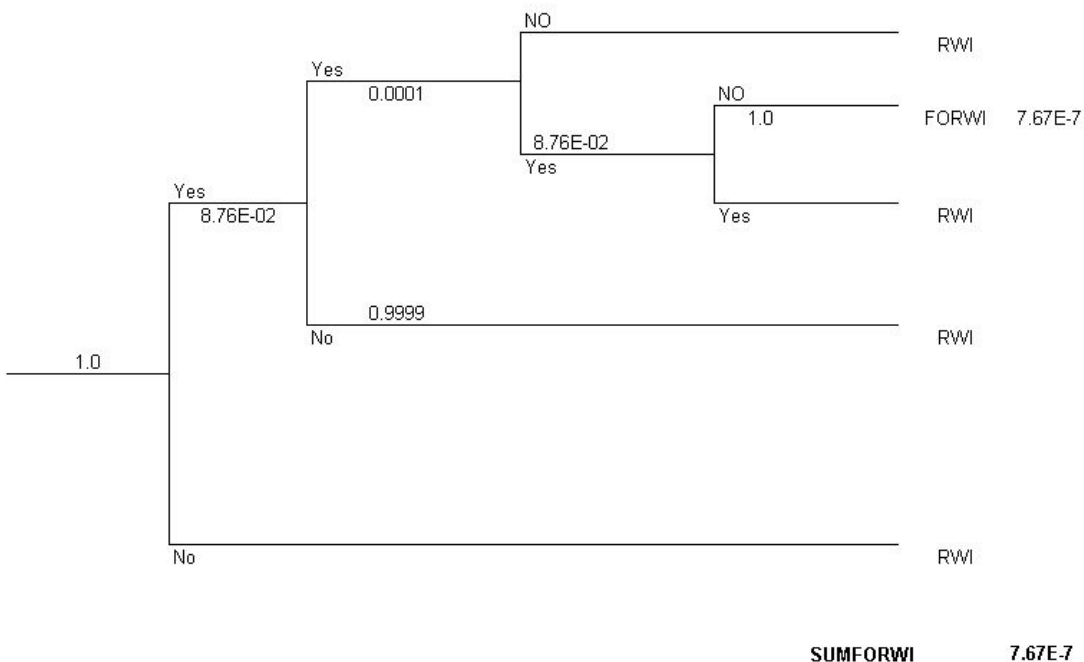 NO
RWI
Yes
0.0001
NO
1.0
FORWI 7.67E-7
8.76E-02
Yes
Yes
8.76E-02
Yes
RWI
0.9999
No
RWI
1.0
No
RWI
SUMFORWI 7.67E-7